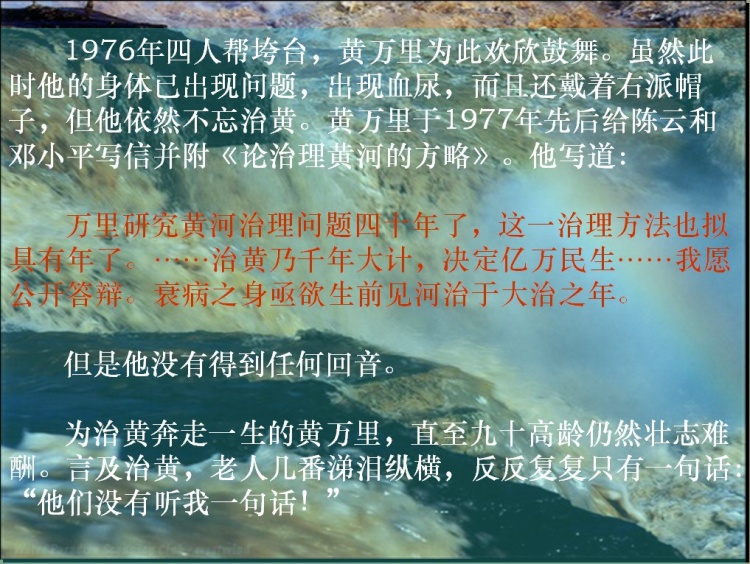 1976年四人帮垮台，黄万里为此欢欣鼓舞。虽然此
时他的身体已出现问题，出现血尿，而且还戴着右派帽
子，但他依然不忘治黄。黄万里于1977年先后给陈云和
邓小平写信并附《论治理黄河的方略》。他写道：
万里研究黄河治理问题四十年了，这一治理方法也拟
具有年了。……治黄乃千年大计，决定亿万民生……我愿
公开答辩。衰病之身亟欲生前见河治于大治之年。
但是他没有得到任何回音。
为治黄奔走一生的黄万里，直至九十高龄仍然壮志难
酬。言及治黄，老人几番涕泪纵横，反反复复只有一句话：
“他们没有听我一句话！”